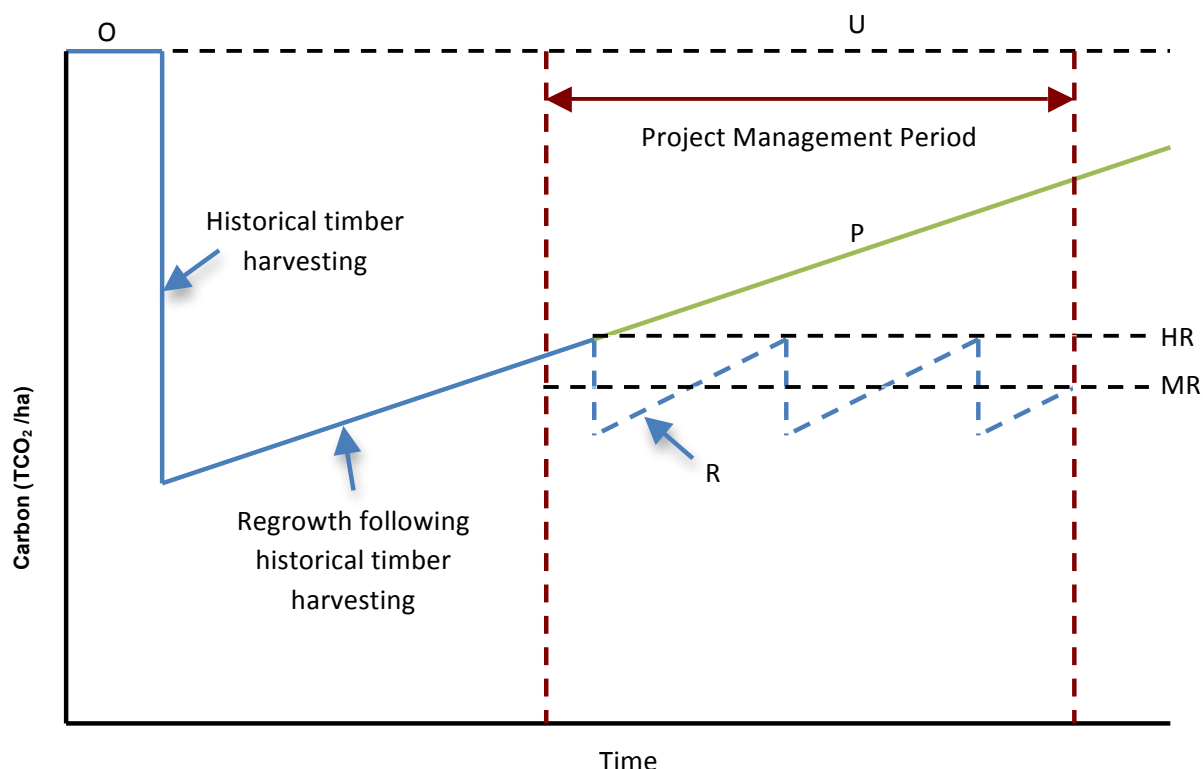 O
U
Project Management Period
Historical timber
harvesting
P
HR
MR
R
Regrowth following
historical timber
harvesting
Carbon (TCO₂ /ha)
Time